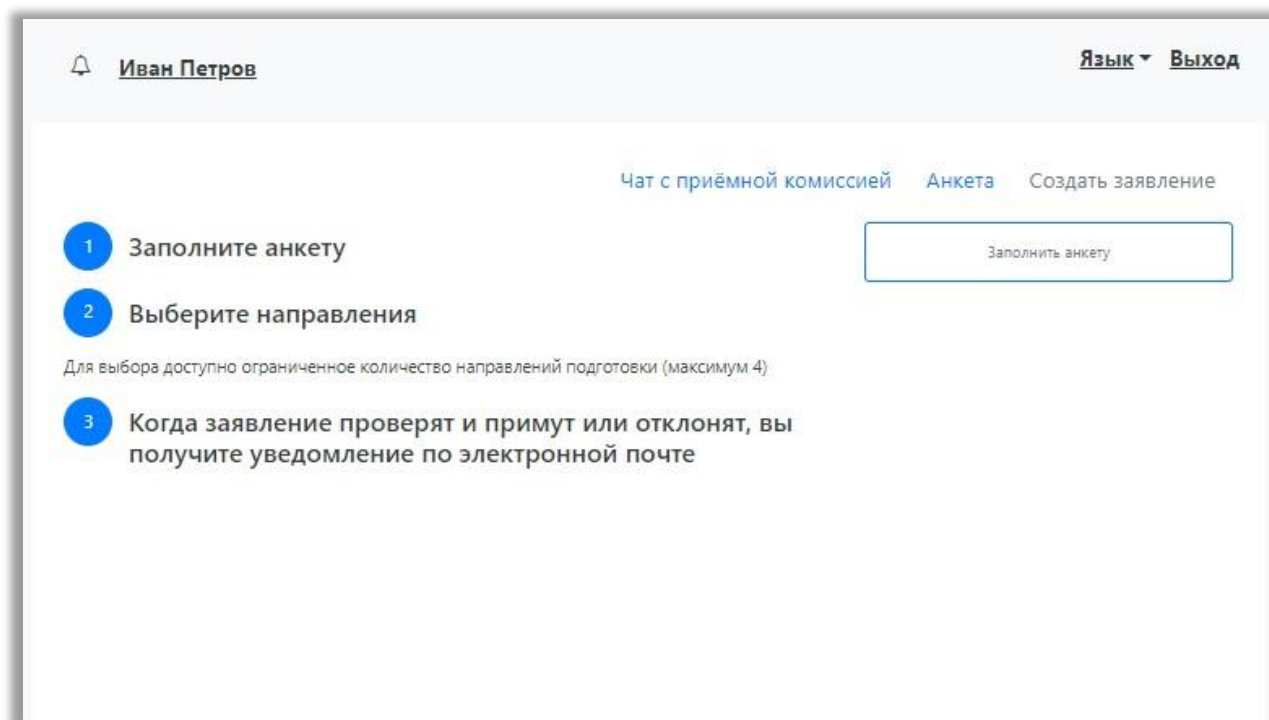 Иван Петров
Язык Выход
Чат с приёмной комиссией Анкета Создать заявление
1 Заполните анкету
Заполнить анкету
2 Выберите направления
Для выбора доступно ограниченное количество направлений подготовки (максимум 4)
3 Когда заявление проверят и примут или отклонят, вы
получите уведомление по электронной почте